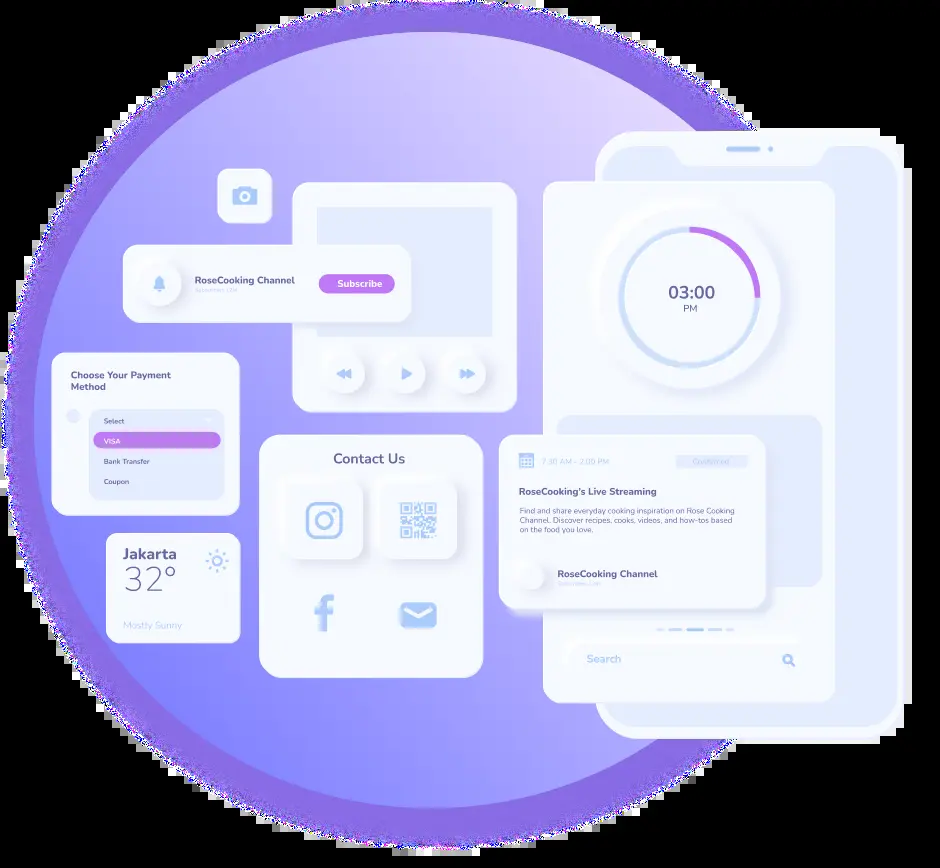 RoseCooking Channel
Subscribe
03:00
PM
Choose Your Payment
Method
Select
VISA
Bank Transfer
Coupon
Contact Us
7:30 AM - 2:00 PM
RoseCooking's Live Streaming
Find and share everyday cooking inspiration on Rose Cooking
Channel. Discover recipes, cooks, videos, and how-tos based
on the food you love.
RoseCooking Channel
Jakarta
32°
Mostly Sunny
Search